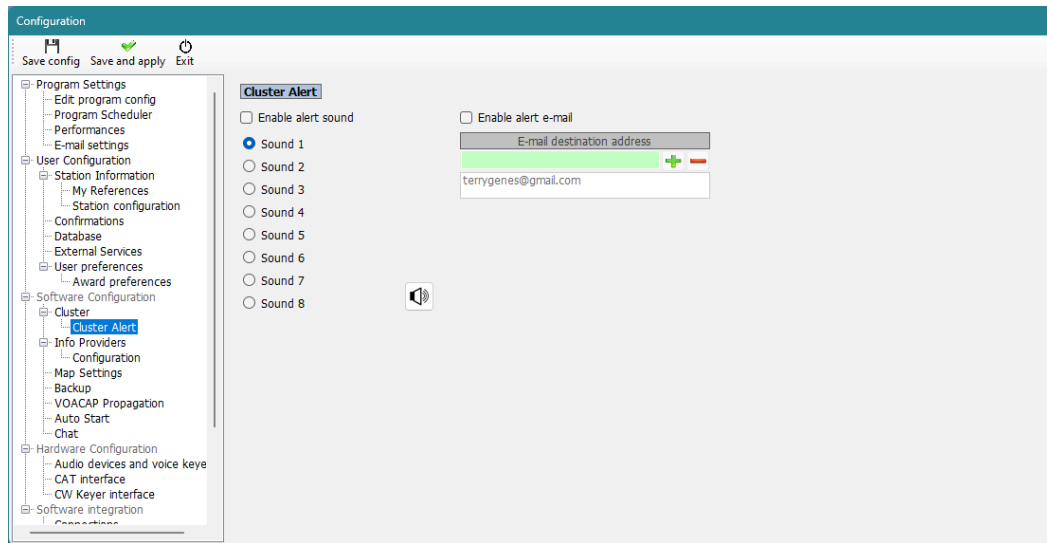 Configuration
Save config Save and apply Exit
Program Settings
Edit program config
Program Scheduler
Performances
E-mail settings
User Configuration
Station Information
My References
Station configuration
Confirmations
Database
External Services
User preferences
Award preferences
Software Configuration
Cluster
Cluster Alert
Info Providers
Configuration
Map Settings
Backup
VOACAP Propagation
Auto Start
Chat
Hardware Configuration
Audio devices and voice keye
CAT interface
CW Keyer interface
Software integration
Connections
Cluster Alert
Enable alert sound
Sound 1
Sound 2
Sound 3
Sound 4
Sound 5
Sound 6
Sound 7
Sound 8
Enable alert e-mail
E-mail destination address
terrygenes@gmail.com